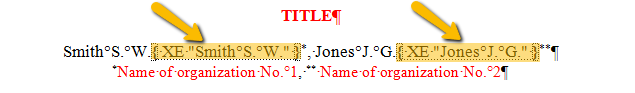 TITLE¶
Smith°S.°W.{·XE·"Smith°S.°W."·}*,·Jones°J.°G.{·XE·"Jones°J.°G."·}**¶
*Name·of·organization·No.°1,·**·Name·of·organization·No.°2¶